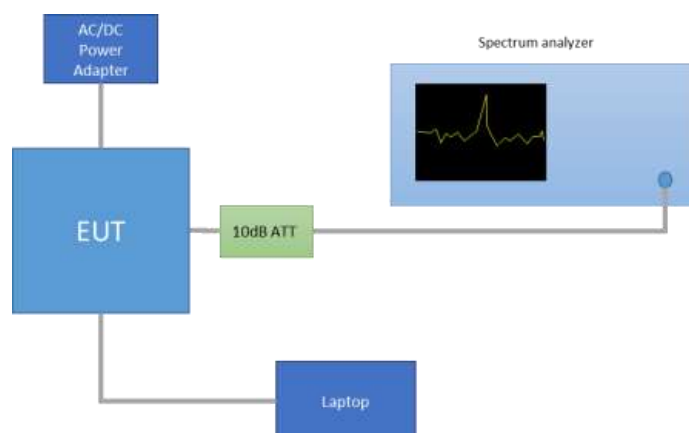 AC/DC
Power
Adapter
Spectrum analyzer
EUT
10dB ATT
Laptop